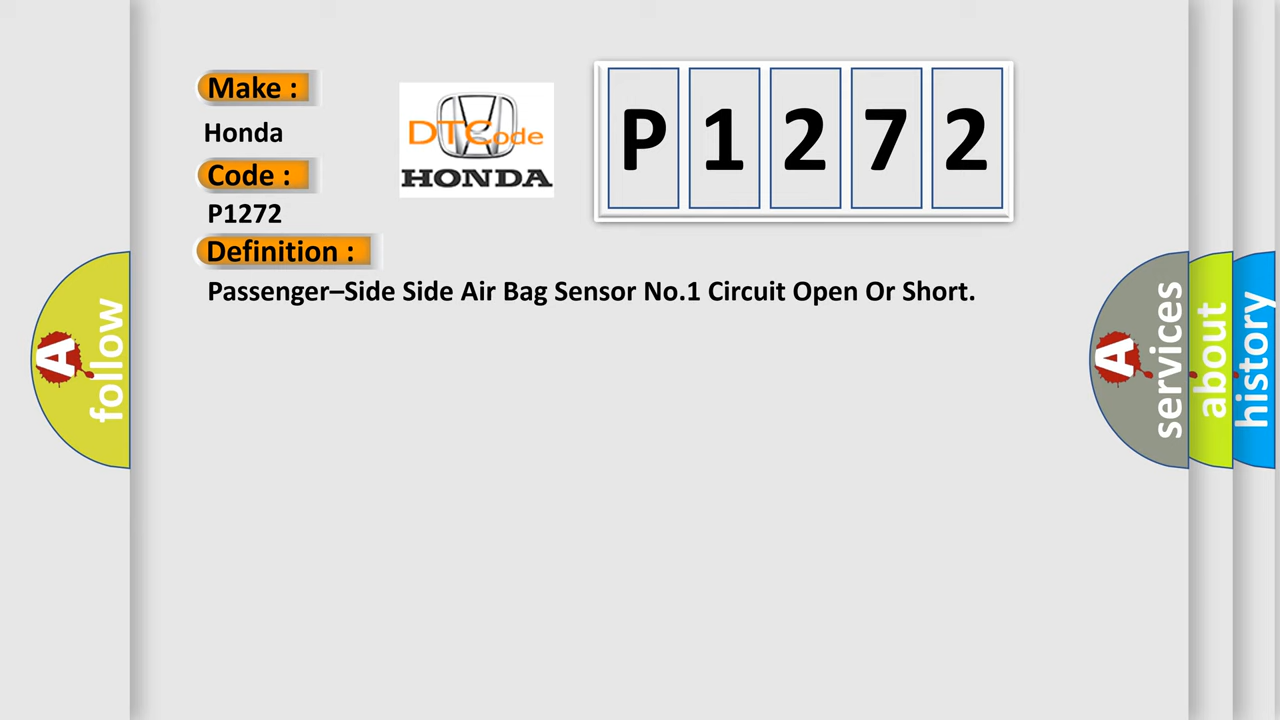 Make :
Honda
Code :
P1272
Definition :
Passenger–Side Side Air Bag Sensor No.1 Circuit Open Or Short.
DTCode
HONDA
P 1 2 7 2
A follow
A services
about
history